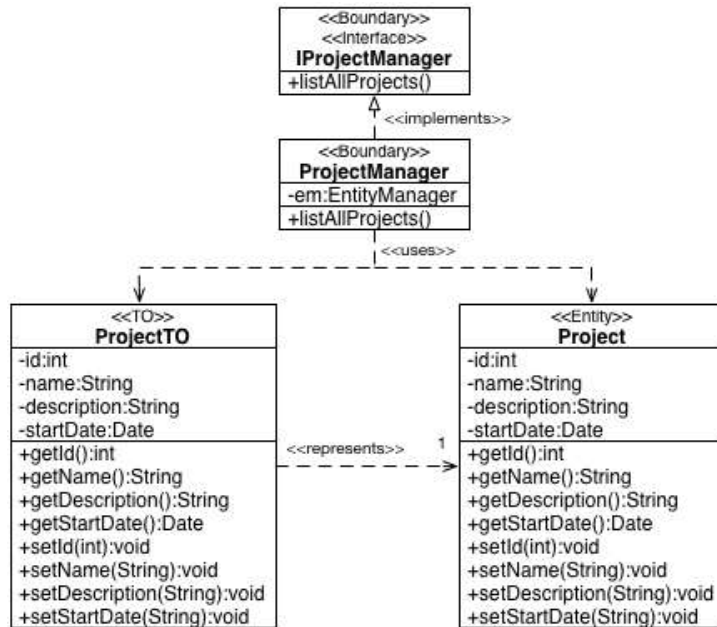 <<Boundary>>
<<Interface>>
IProjectManager
+listAllProjects()
<<implements>>
<<Boundary>>
ProjectManager
-em:EntityManager
+listAllProjects()
<<uses>>
<<TO>>
ProjectTO
-id:int
-name:String
-description:String
-startDate:Date
+getId():int
+getName():String
+getDescription():String
+getStartDate():Date
+setId(int):void
+setName(String):void
+setDescription(String):void
+setStartDate(String):void
<<represents>>
1
<<Entity>>
Project
-id:int
-name:String
-description:String
-startDate:Date
+getId():int
+getName():String
+getDescription():String
+getStartDate():Date
+setId(int):void
+setName(String):void
+setDescription(String):void
+setStartDate(String):void